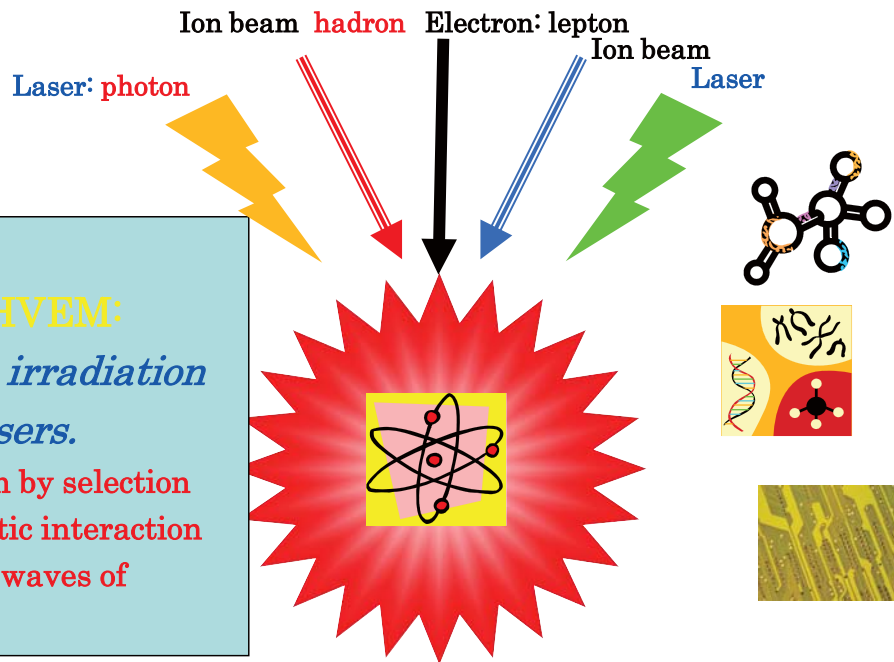 Ion beam hadron Electron: lepton
Ion beam
Laser: photon
Laser
HVEM:
irradiation
sers.
n by selection
tic interaction
waves of